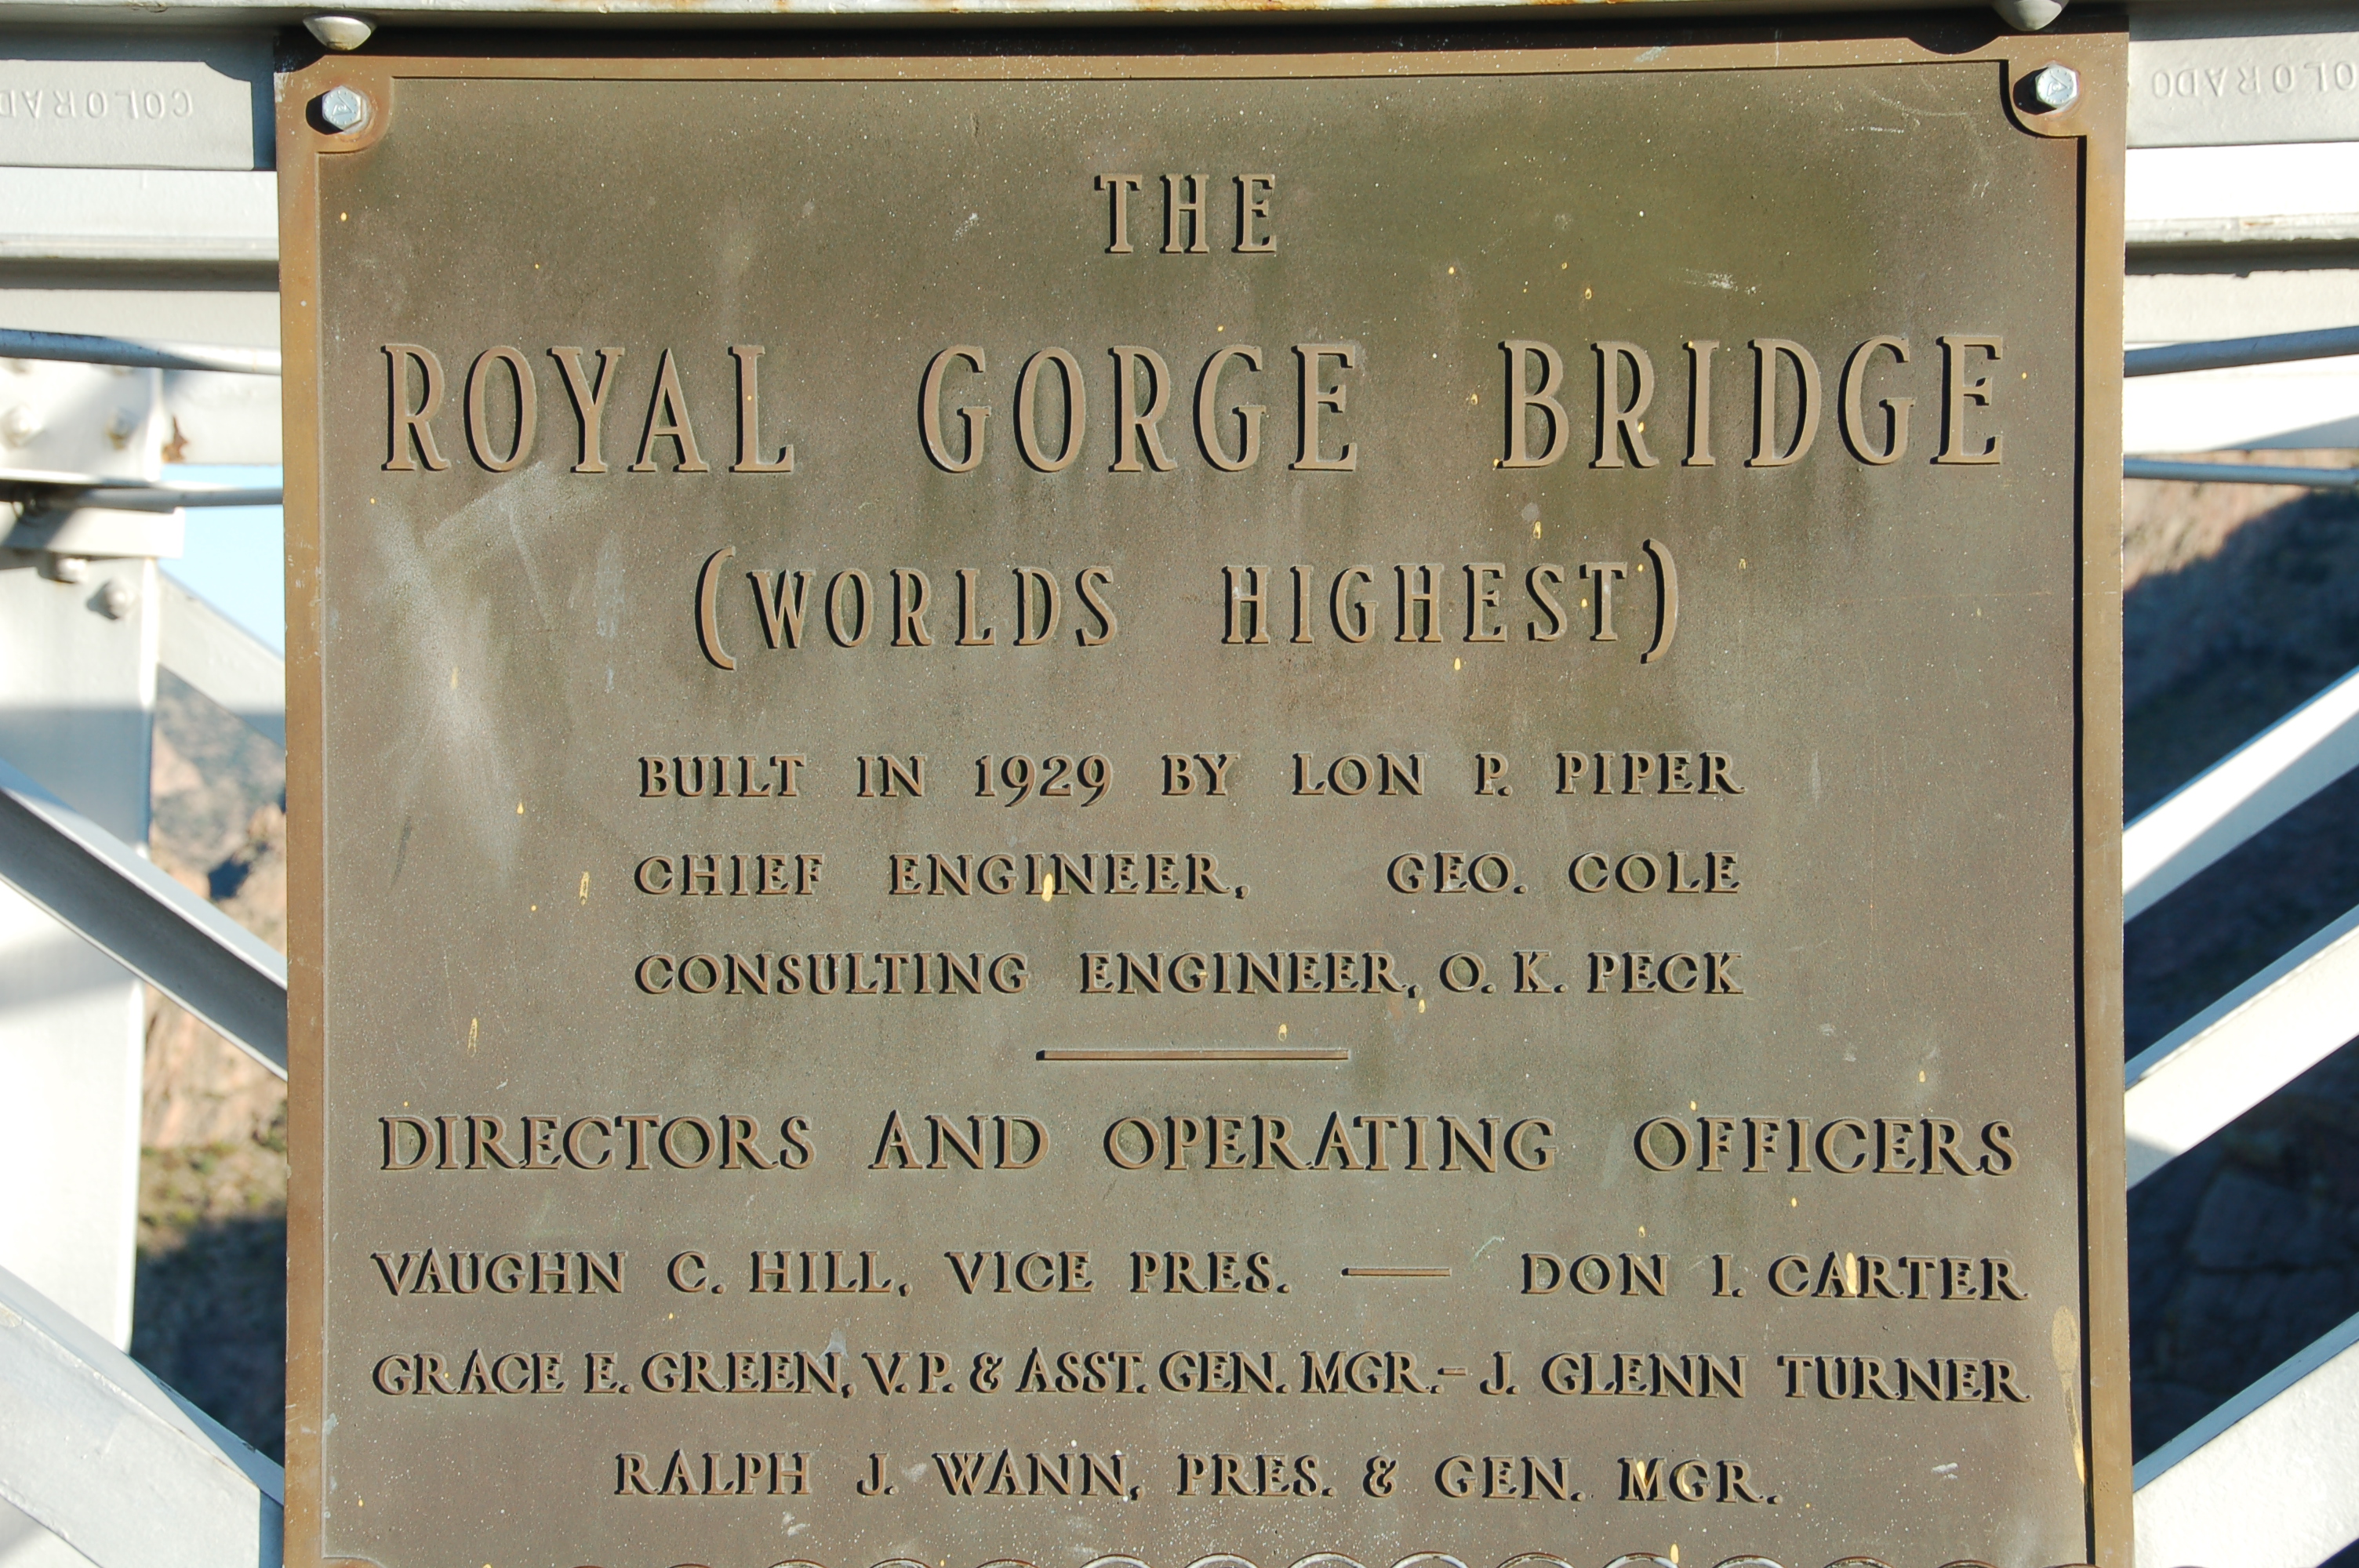 COLORADO
COLORADO
THE
ROYAL GORGE BRIDGE
(WORLDS HIGHEST)
BUILT IN 1929 BY LON P. PIPER
CHIEF ENGINEER, GEO. COLE
CONSULTING ENGINEER, O. K. PECK
DIRECTORS AND OPERATING OFFICERS
VAUGHN C. HILL, VICE PRES. — DON I. CARTER
GRACE E. GREEN, V. P. & ASST. GEN. MGR. - J. GLENN TURNER
RALPH J. WANN, PRES. & GEN. MGR.